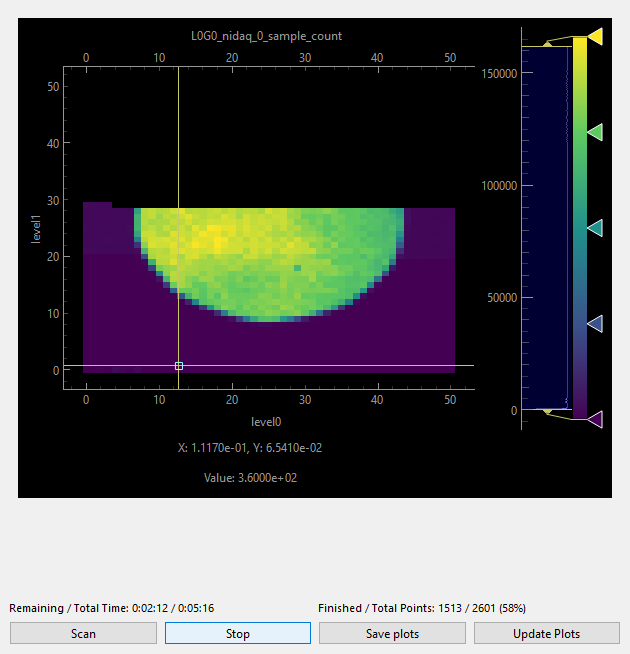 L0G0_nidaq_0_sample_count
0 10 20 30 40 50
150000
50
40
100000
30
level1
20
50000
10
0
0
0 10 20 30 40 50
level0
X: 1.1170e-01, Y: 6.5410e-02
Value: 3.6000e+02
Remaining / Total Time: 0:02:12 / 0:05:16 Finished / Total Points: 1513 / 2601 (58%)
Scan Stop Save plots Update Plots